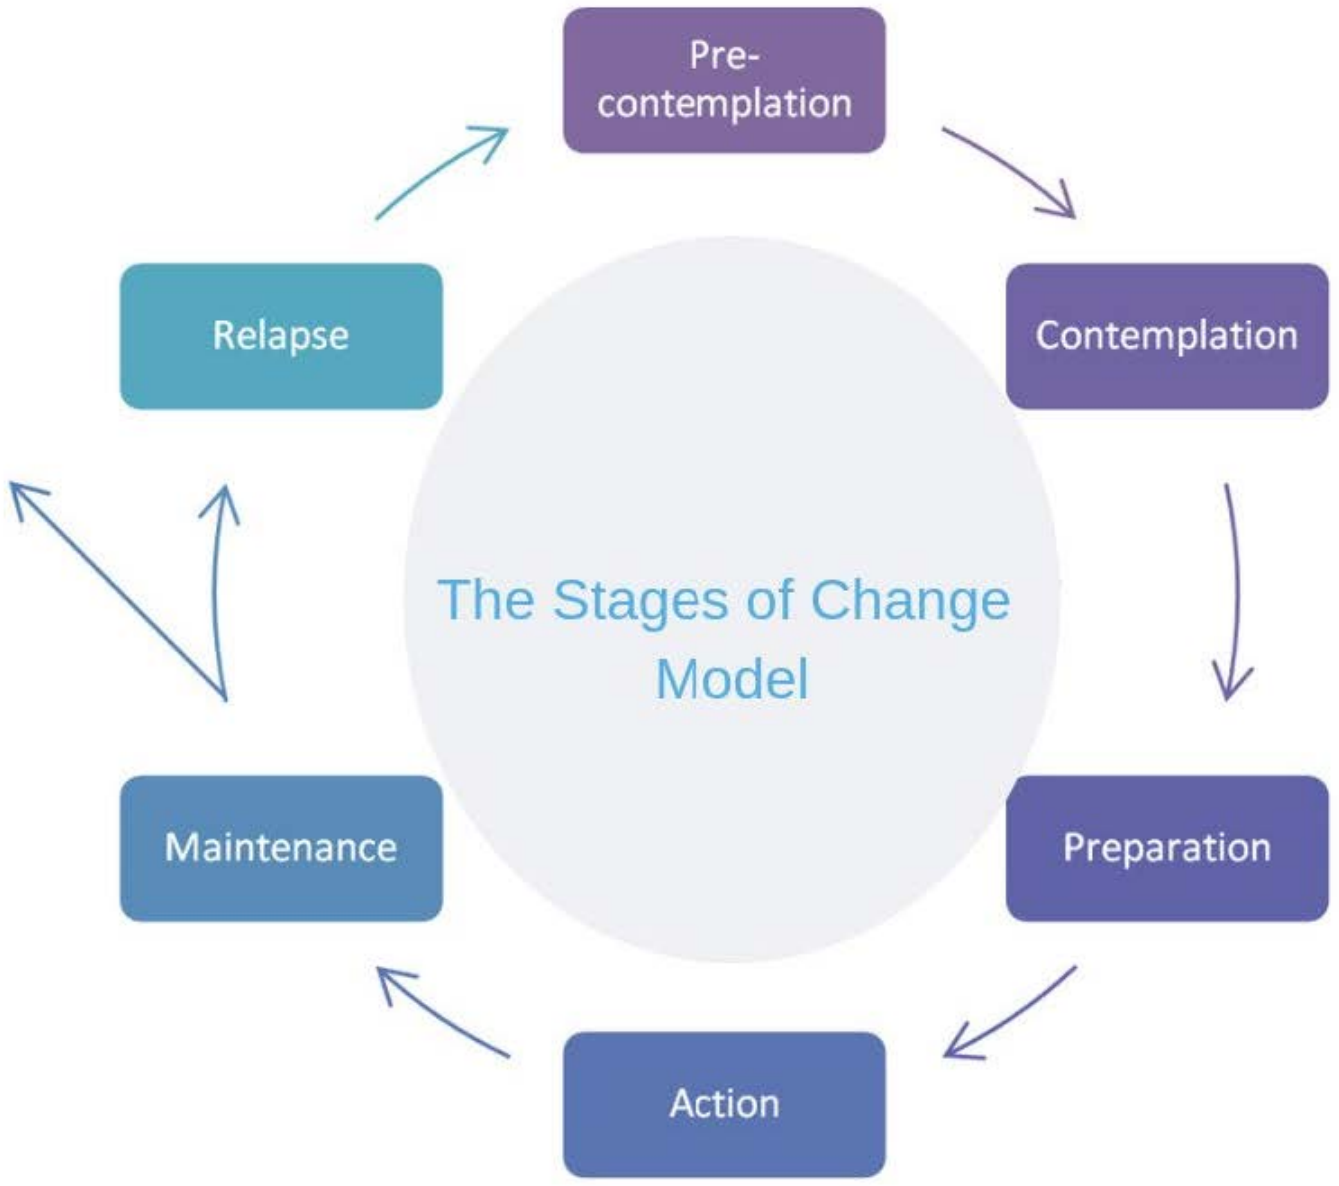 Pre-
contemplation
Contemplation
Preparation
Action
Maintenance
Relapse
The Stages of Change
Model